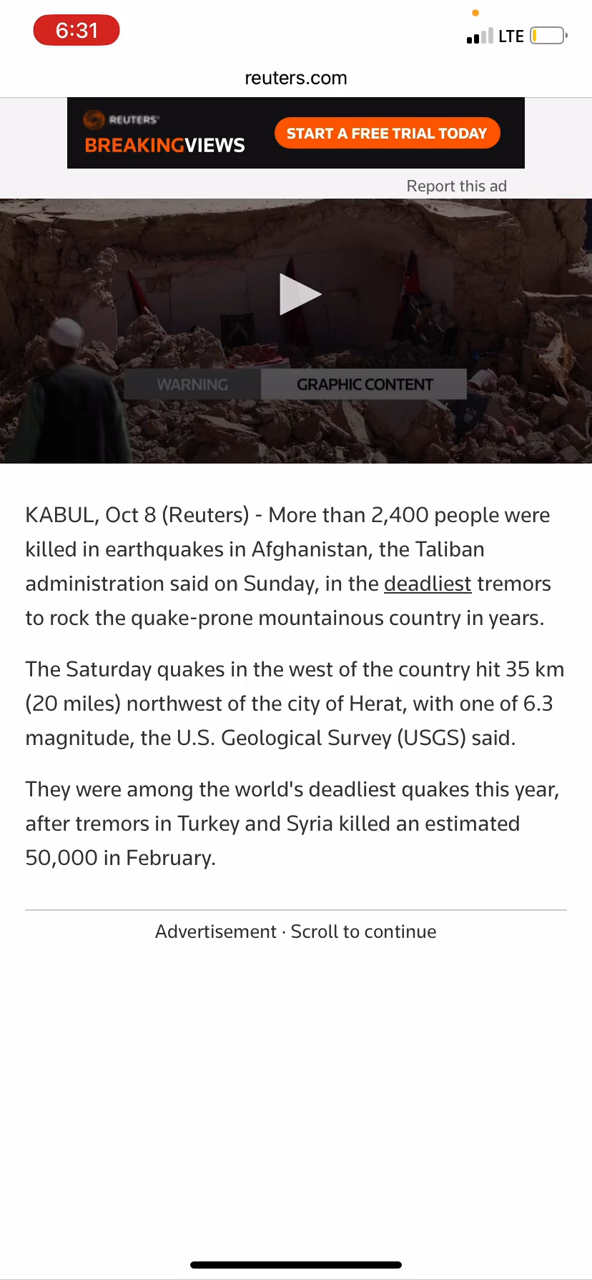 6:31
LTE
reuters.com
REUTERS
BREAKINGVIEWS
START A FREE TRIAL TODAY
Report this ad
WARNING GRAPHIC CONTENT
KABUL, Oct 8 (Reuters) - More than 2,400 people were
killed in earthquakes in Afghanistan, the Taliban
administration said on Sunday, in the deadliest tremors
to rock the quake-prone mountainous country in years.
The Saturday quakes in the west of the country hit 35 km
(20 miles) northwest of the city of Herat, with one of 6.3
magnitude, the U.S. Geological Survey (USGS) said.
They were among the world's deadliest quakes this year,
after tremors in Turkey and Syria killed an estimated
50,000 in February.
Advertisement · Scroll to continue